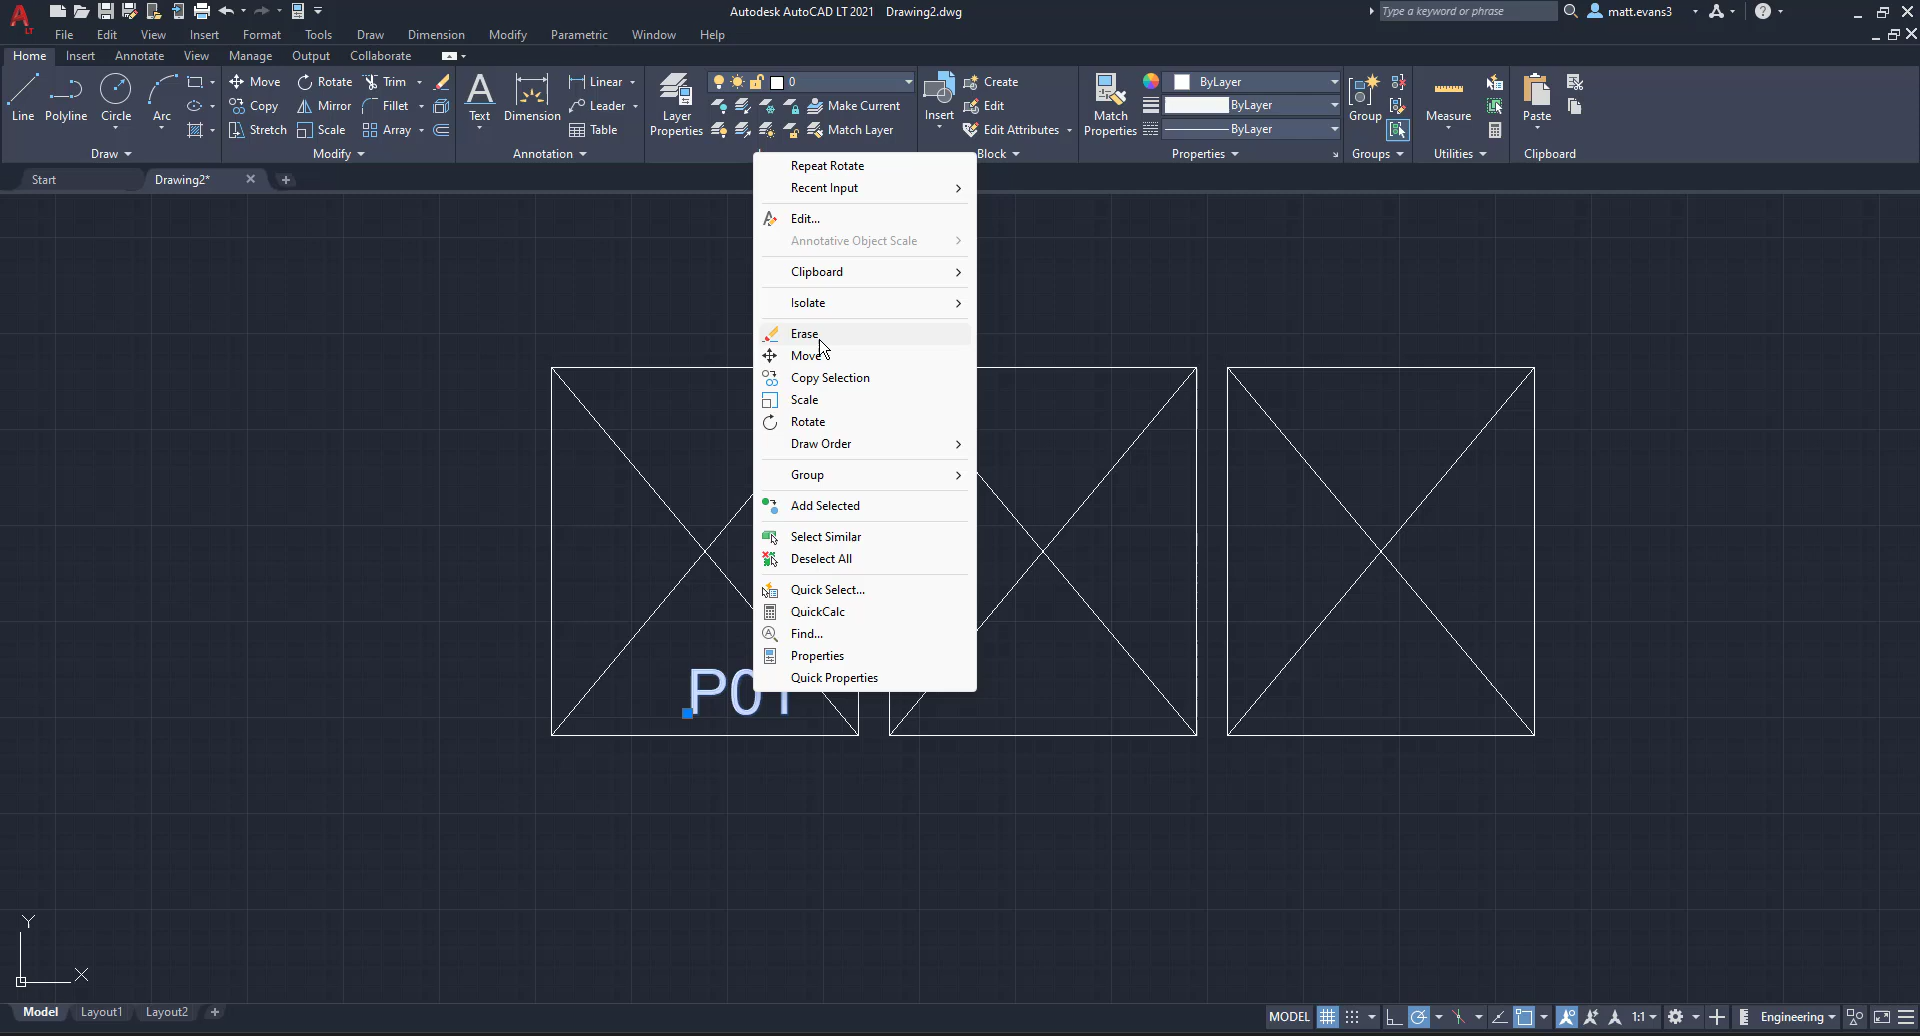 Autodesk AutoCAD LT 2021 Drawing2.dwg
Type a keyword or phrase
matt.evans3
LT
File Edit View Insert Format Tools Draw Dimension Modify Parametric Window Help
Home Insert Annotate View Manage Output Collaborate
Line
Polyline
Circle
Arc
Draw
Move
Rotate
Trim
Copy
Mirror
Fillet
Stretch
Scale
Array
Modify
Text
Dimension
Linear
Leader
Table
Annotation
Layer
Properties
0
Make Current
Match Layer
Insert
Create
Edit
Edit Attributes
Block
Match
Properties
ByLayer
ByLayer
ByLayer
Properties
Group
Groups
Measure
Utilities
Paste
Clipboard
Start
Drawing2*
Repeat Rotate
Recent Input
Edit...
Annotative Object Scale
Clipboard
Isolate
Erase
Move
Copy Selection
Scale
Rotate
Draw Order
Group
Add Selected
Select Similar
Deselect All
Quick Select...
QuickCalc
Find...
Properties
Quick Properties
P01
Y
X
Model Layout1 Layout2
MODEL
1:1
Engineering